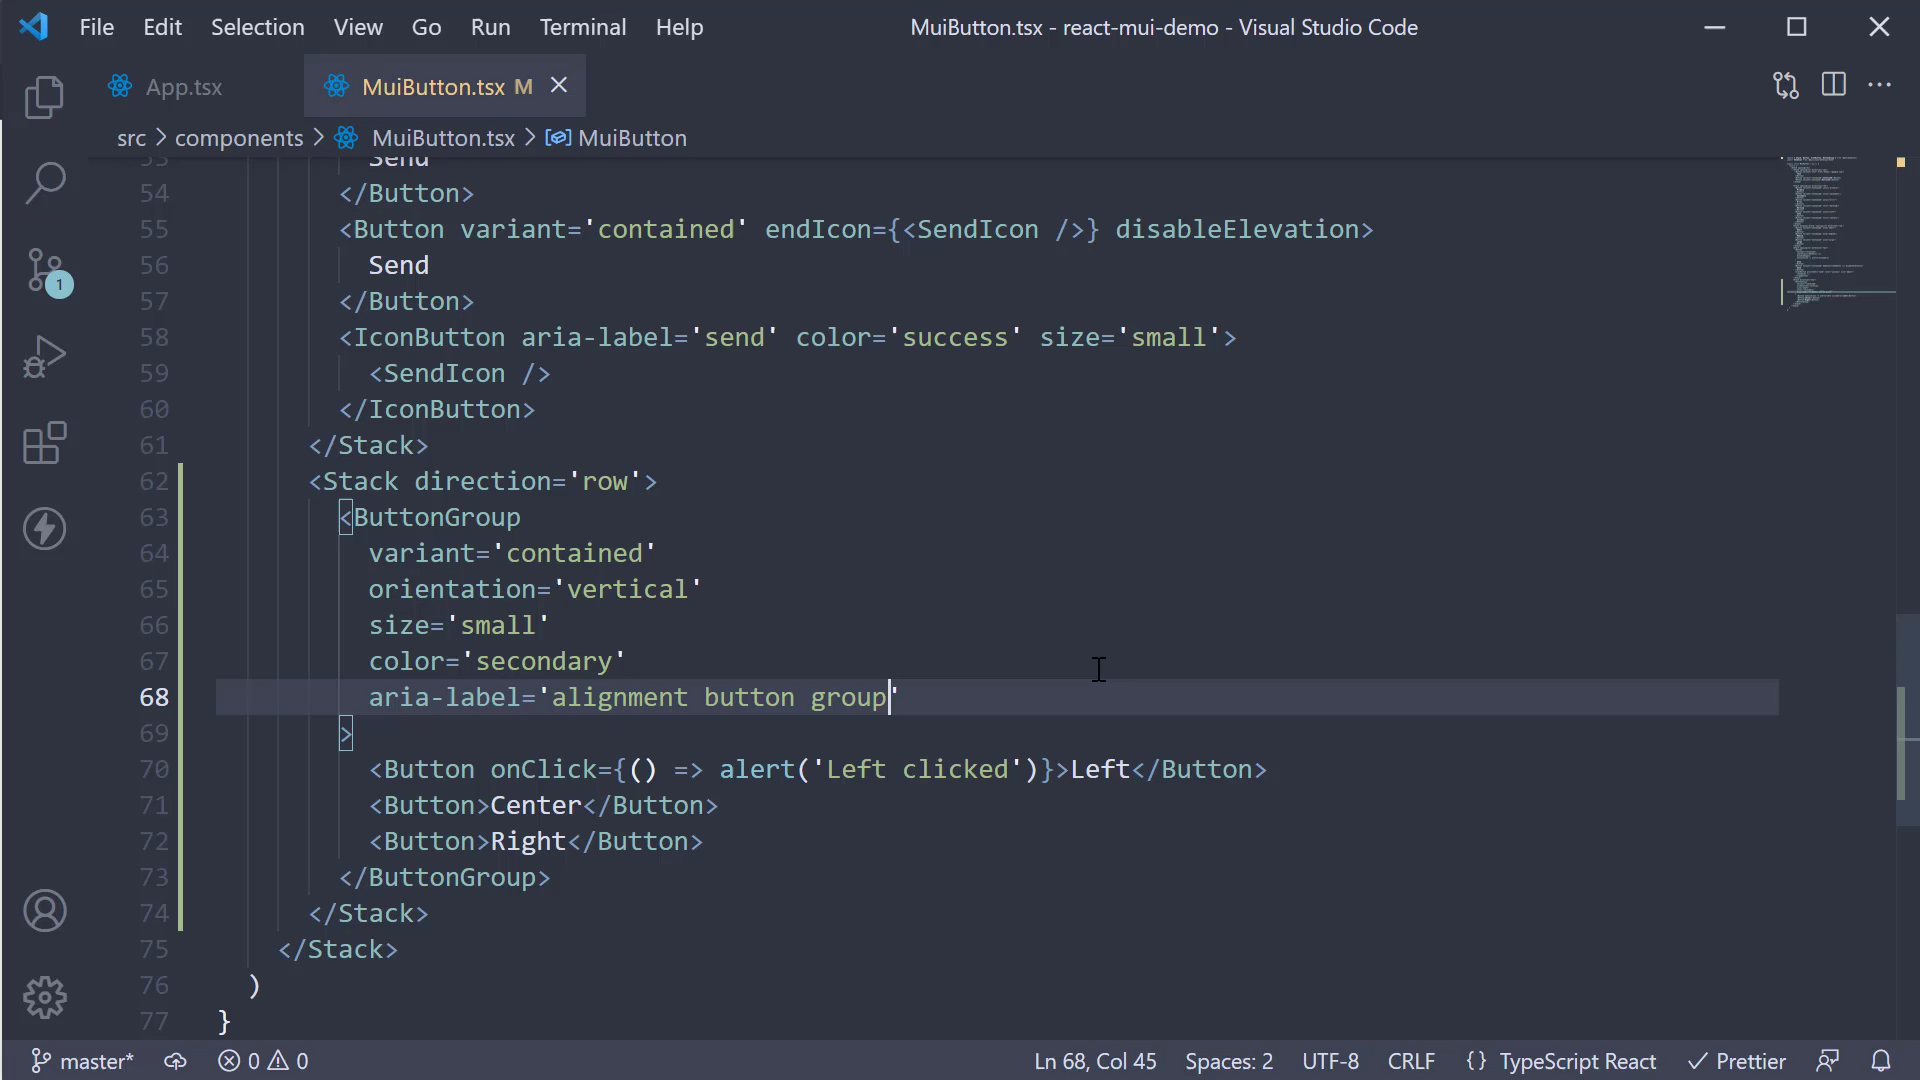 File Edit Selection View Go Run Terminal Help
MuiButton.tsx - react-mui-demo - Visual Studio Code
App.tsx
MuiButton.tsx M
src > components > MuiButton.tsx > MuiButton
53 Send
54 </Button>
55 <Button variant='contained' endIcon={<SendIcon />} disableElevation>
56 Send
57 </Button>
58 <IconButton aria-label='send' color='success' size='small'>
59 <SendIcon />
60 </IconButton>
61 </Stack>
62 <Stack direction='row'>
63 <ButtonGroup
64 variant='contained'
65 orientation='vertical'
66 size='small'
67 color='secondary'
68 aria-label='alignment button group'
69 >
70 <Button onClick={() => alert('Left clicked')}>Left</Button>
71 <Button>Center</Button>
72 <Button>Right</Button>
73 </ButtonGroup>
74 </Stack>
75 </Stack>
76 )
77 }
1
master* 0 0 Ln 68, Col 45 Spaces: 2 UTF-8 CRLF {} TypeScript React Prettier